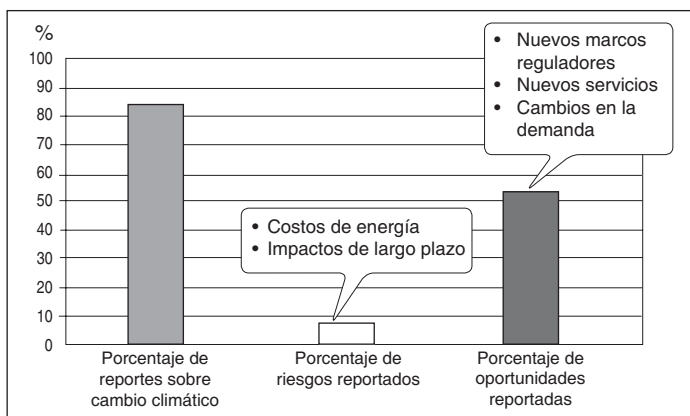 %
100
90
80
70
60
50
40
30
20
10
0
• Nuevos marcos
reguladores
• Nuevos servicios
• Cambios en la
demanda
• Costos de energía
• Impactos de largo plazo
Porcentaje de
reportes sobre
cambio climático
Porcentaje de
riesgos reportados
Porcentaje de
oportunidades
reportadas